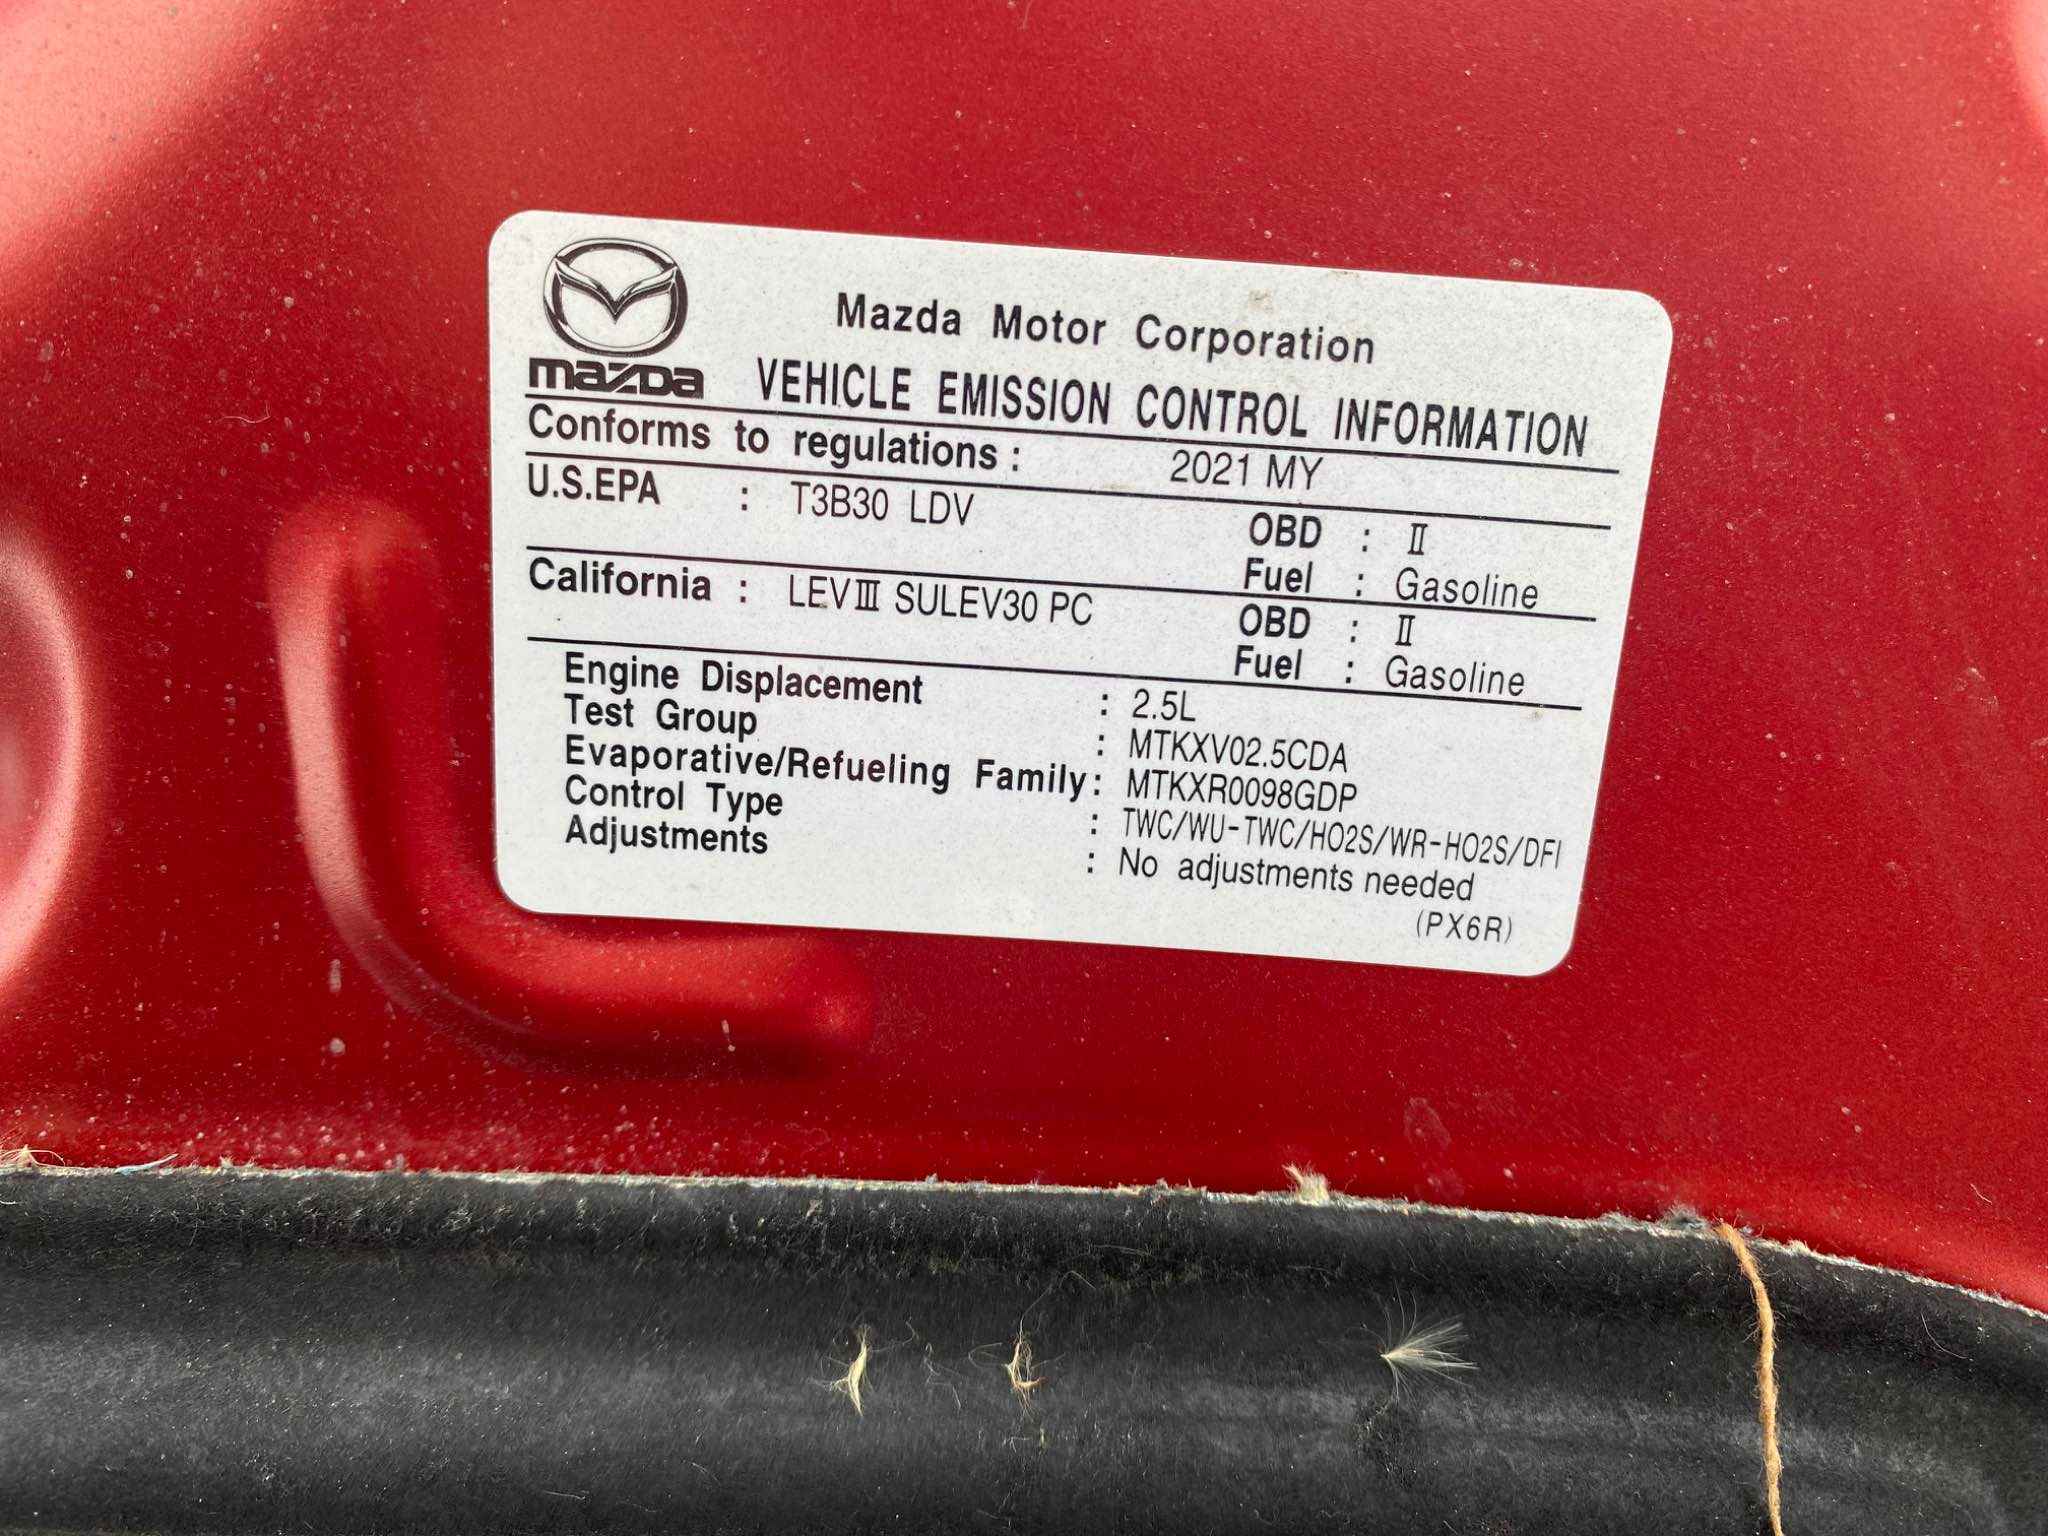 Mazda Motor Corporation
mazda VEHICLE EMISSION CONTROL INFORMATION
Conforms to regulations : 2021 MY
U.S.EPA : T3B30 LDV OBD : Ⅱ
Fuel : Gasoline
California : LEVⅢ SULEV30 PC OBD : Ⅱ
Fuel : Gasoline
Engine Displacement : 2.5L
Test Group : MTKXV02.5CDA
Evaporative/Refueling Family : MTKXR0098GDP
Control Type : TWC/WU-TWC/HO2S/WR-HO2S/DFI
Adjustments : No adjustments needed
(PX6R)